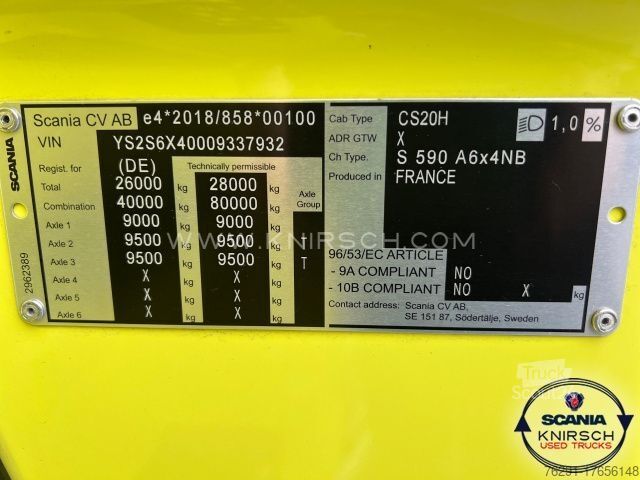 Scania CV AB e4*2018/858*00100
VIN YS2S6X40009337932
Regist. for (DE) Technically permissible
Total 26000 kg 28000 kg
Combination 40000 kg 80000 kg Axle Group
Axle 1 9000 kg 9000 kg
Axle 2 9500 kg 9500 kg
Axle 3 9500 kg 9500 kg T
Axle 4 X kg X kg
Axle 5 X kg X kg
Axle 6 X kg X kg
Cab Type CS20H 1,0 %
ADR GTW X
Ch Type. S 590 A6x4NB
Produced in FRANCE
96/53/EC ARTICLE
- 9A COMPLIANT NO
- 10B COMPLIANT NO X kg
Contact address: Scania CV AB,
SE 151 87, Södertälje, Sweden
SCANIA
2962389
WWW.KNIRSCH.COM
Truck
SCANIA
KNIRSCH
USED TRUCKS
76291-17656148